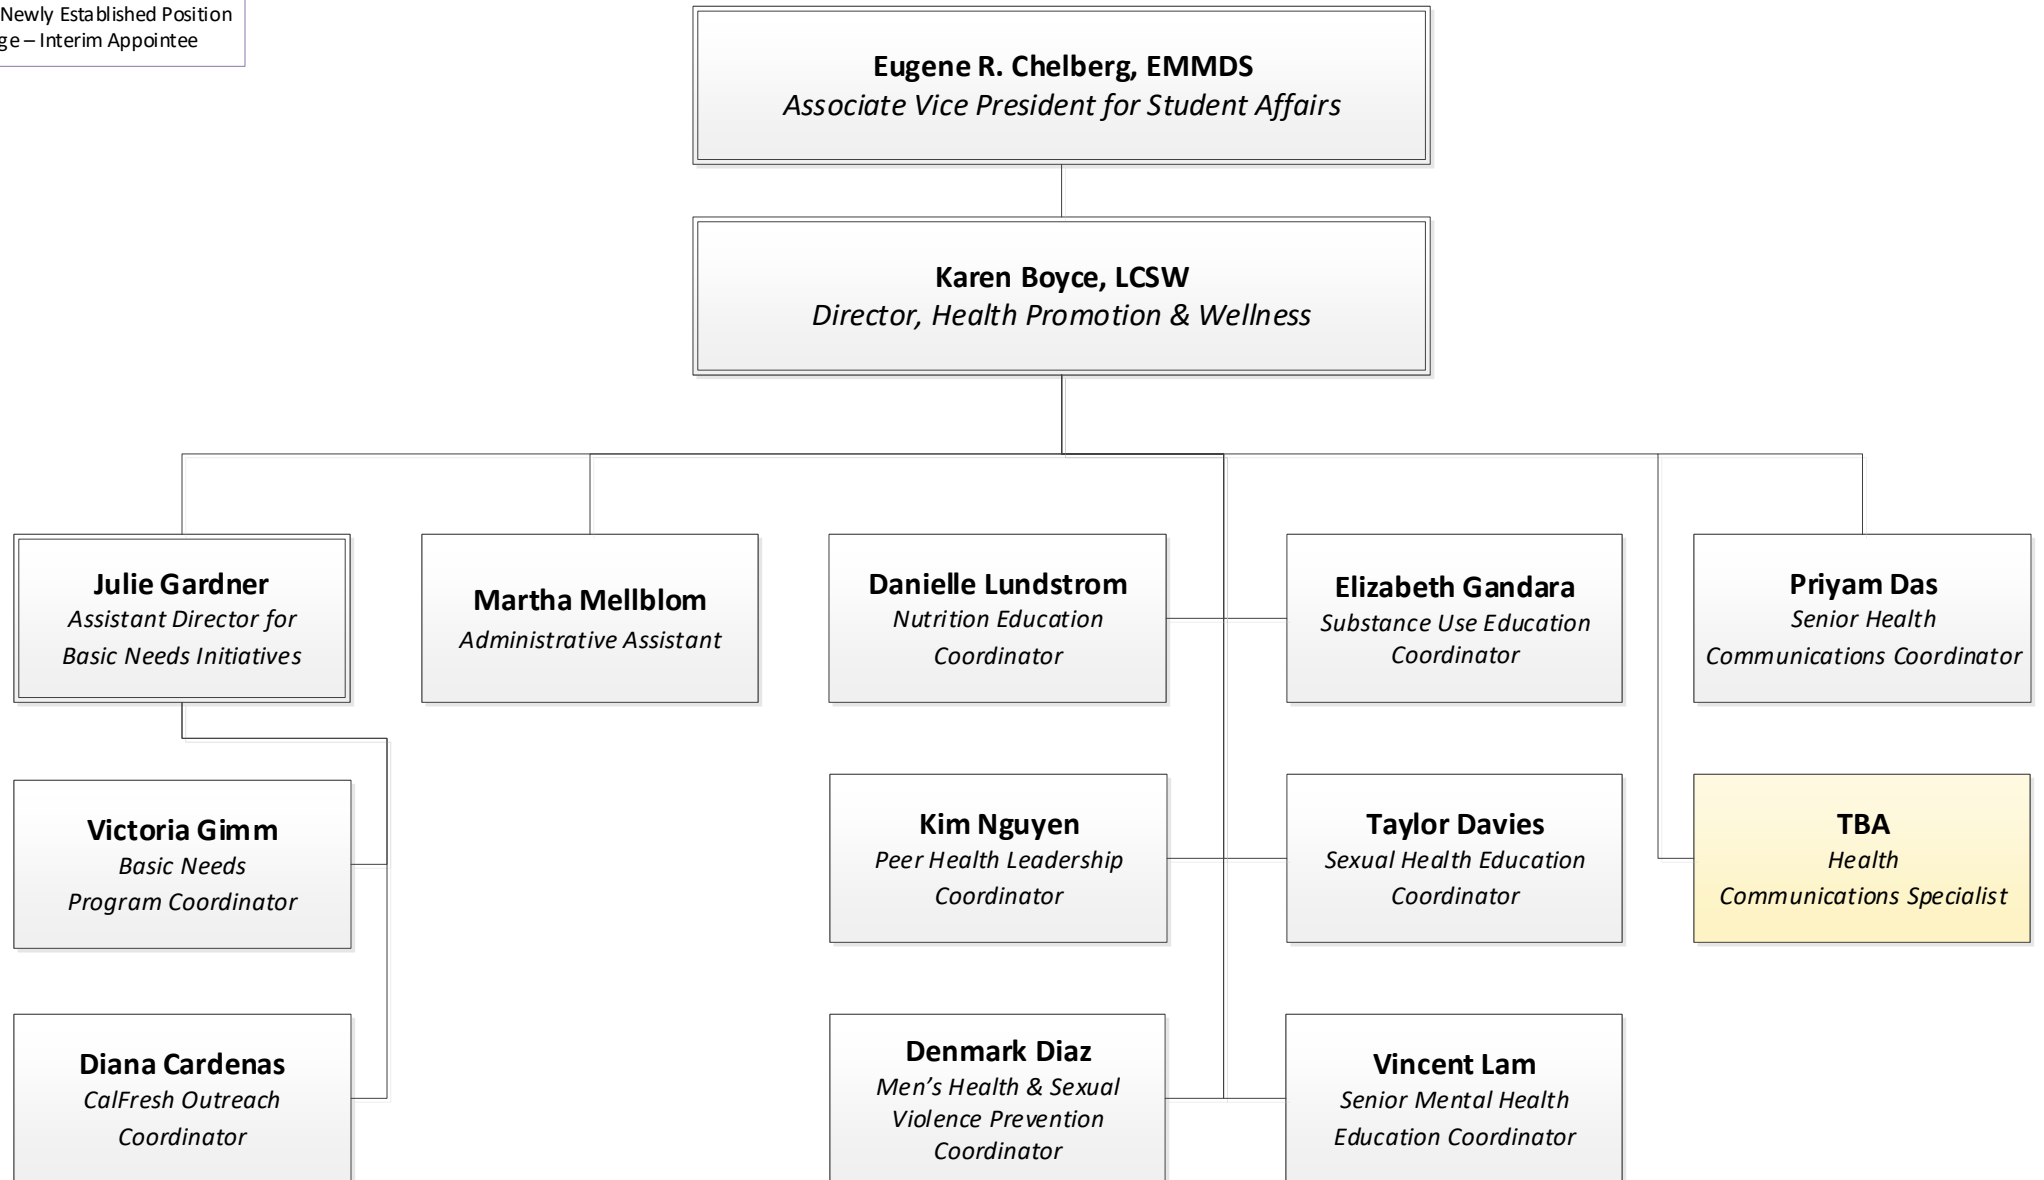 Newly Established Position
– Interim Appointee
Eugene R. Chelberg, EMMDS
Associate Vice President for Student Affairs
Karen Boyce, LCSW
Director, Health Promotion & Wellness
Julie Gardner
Assistant Director for
Basic Needs Initiatives
Martha Mellblom
Administrative Assistant
Danielle Lundstrom
Nutrition Education
Coordinator
Elizabeth Gandara
Substance Use Education
Coordinator
Priyam Das
Senior Health
Communications Coordinator
Victoria Gimm
Basic Needs
Program Coordinator
Kim Nguyen
Peer Health Leadership
Coordinator
Taylor Davies
Sexual Health Education
Coordinator
TBA
Health
Communications Specialist
Diana Cardenas
CalFresh Outreach
Coordinator
Denmark Diaz
Men’s Health & Sexual
Violence Prevention
Coordinator
Vincent Lam
Senior Mental Health
Education Coordinator